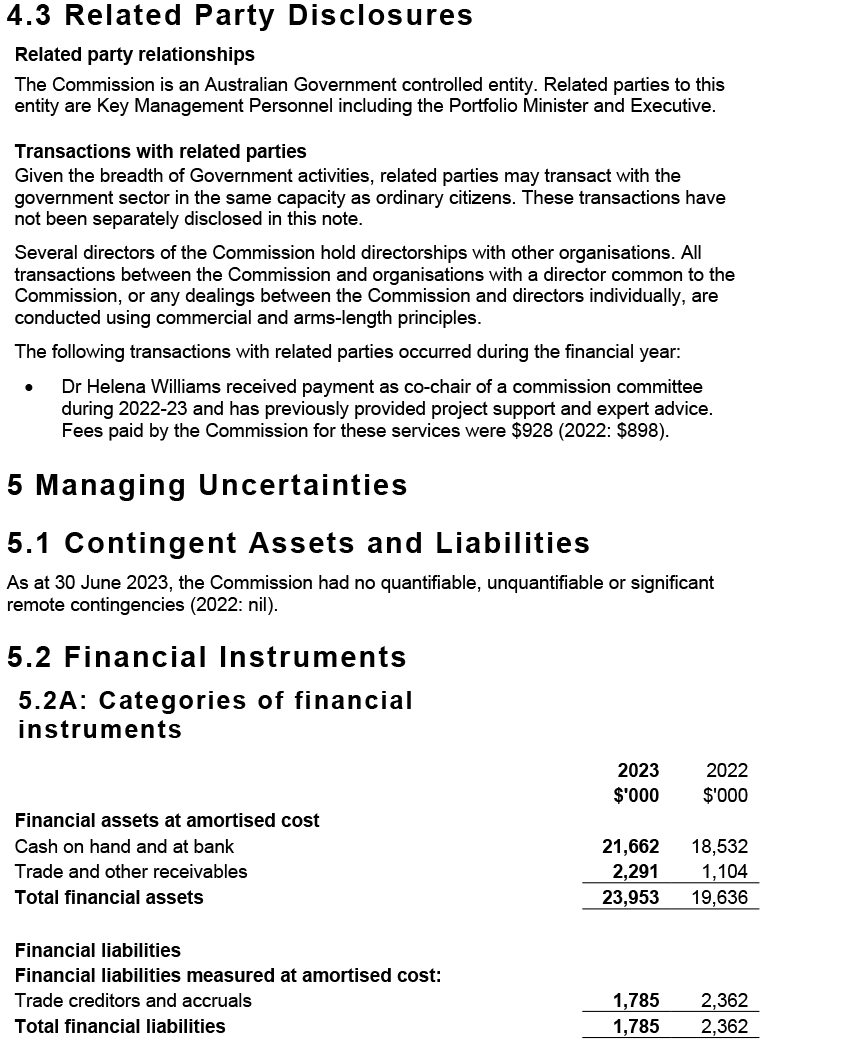 4.3 Related Party Disclosures
Related party relationships
The Commission is an Australian Government controlled entity. Related parties to this
entity are Key Management Personnel including the Portfolio Minister and Executive.
Transactions with related parties
Given the breadth of Government activities, related parties may transact with the
government sector in the same capacity as ordinary citizens. These transactions have
not been separately disclosed in this note.
Several directors of the Commission hold directorships with other organisations. All
transactions between the Commission and organisations with a director common to the
Commission, or any dealings between the Commission and directors individually, are
conducted using commercial and arms-length principles.
The following transactions with related parties occurred during the financial year:
• Dr Helena Williams received payment as co-chair of a commission committee
during 2022-23 and has previously provided project support and expert advice.
Fees paid by the Commission for these services were $928 (2022: $898).
5 Managing Uncertainties
5.1 Contingent Assets and Liabilities
As at 30 June 2023, the Commission had no quantifiable, unquantifiable or significant
remote contingencies (2022: nil).
5.2 Financial Instruments
5.2A: Categories of financial
instruments
2023 2022
$'000 $'000
Financial assets at amortised cost
Cash on hand and at bank 21,662 18,532
Trade and other receivables 2,291 1,104
Total financial assets 23,953 19,636
Financial liabilities
Financial liabilities measured at amortised cost:
Trade creditors and accruals 1,785 2,362
Total financial liabilities 1,785 2,362